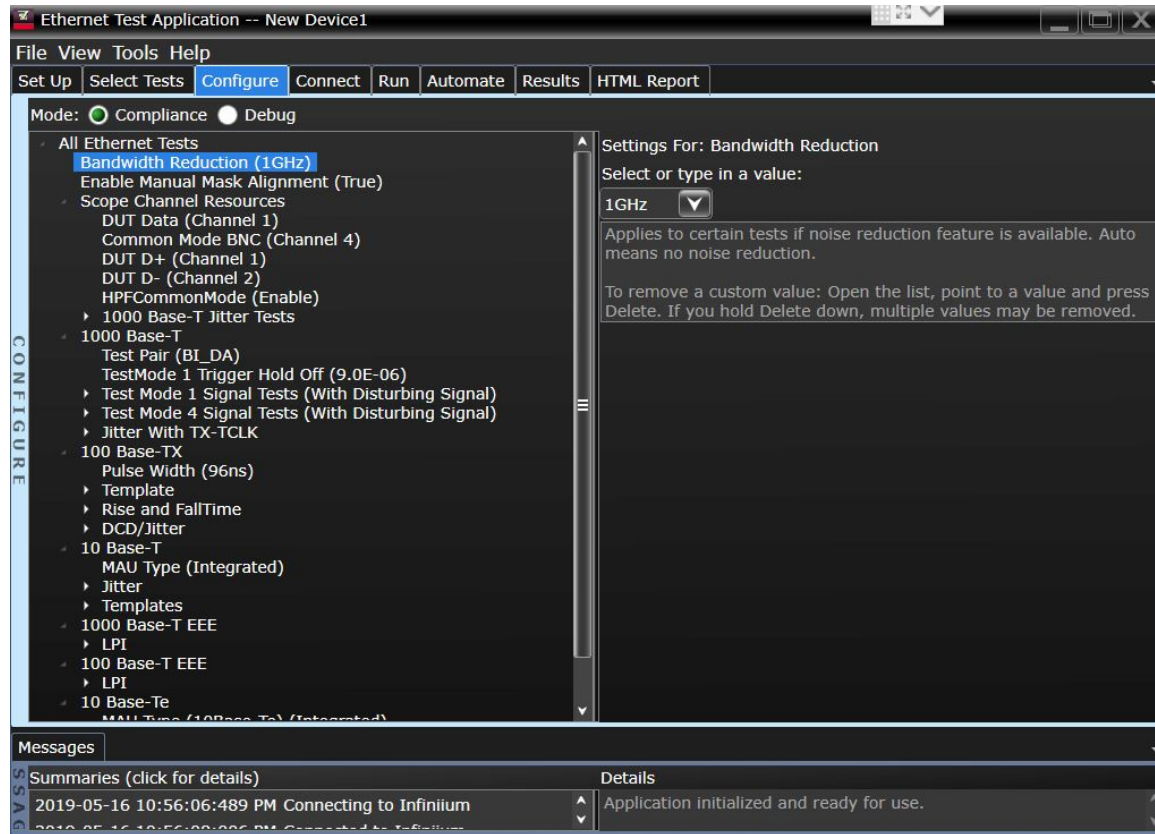 Ethernet Test Application -- New Device1
File View Tools Help
Set Up Select Tests Configure Connect Run Automate Results HTML Report
Mode: Compliance Debug
All Ethernet Tests
Bandwidth Reduction (1GHz)
Enable Manual Mask Alignment (True)
Scope Channel Resources
DUT Data (Channel 1)
Common Mode BNC (Channel 4)
DUT D+ (Channel 1)
DUT D- (Channel 2)
HPFCommonMode (Enable)
1000 Base-T Jitter Tests
1000 Base-T
Test Pair (BI_DA)
TestMode 1 Trigger Hold Off (9.0E-06)
Test Mode 1 Signal Tests (With Disturbing Signal)
Test Mode 4 Signal Tests (With Disturbing Signal)
Jitter With TX-TCLK
100 Base-TX
Pulse Width (96ns)
Template
Rise and FallTime
DCD/Jitter
10 Base-T
MAU Type (Integrated)
Jitter
Templates
1000 Base-T EEE
LPI
100 Base-T EEE
LPI
10 Base-Te
MAU Type (10Base-Te) (Integrated)
CONFIGURE
Settings For: Bandwidth Reduction
Select or type in a value:
1GHz
Applies to certain tests if noise reduction feature is available. Auto
means no noise reduction.
To remove a custom value: Open the list, point to a value and press
Delete. If you hold Delete down, multiple values may be removed.
Messages
Summaries (click for details)
2019-05-16 10:56:06:489 PM Connecting to Infiniium
Details
Application initialized and ready for use.